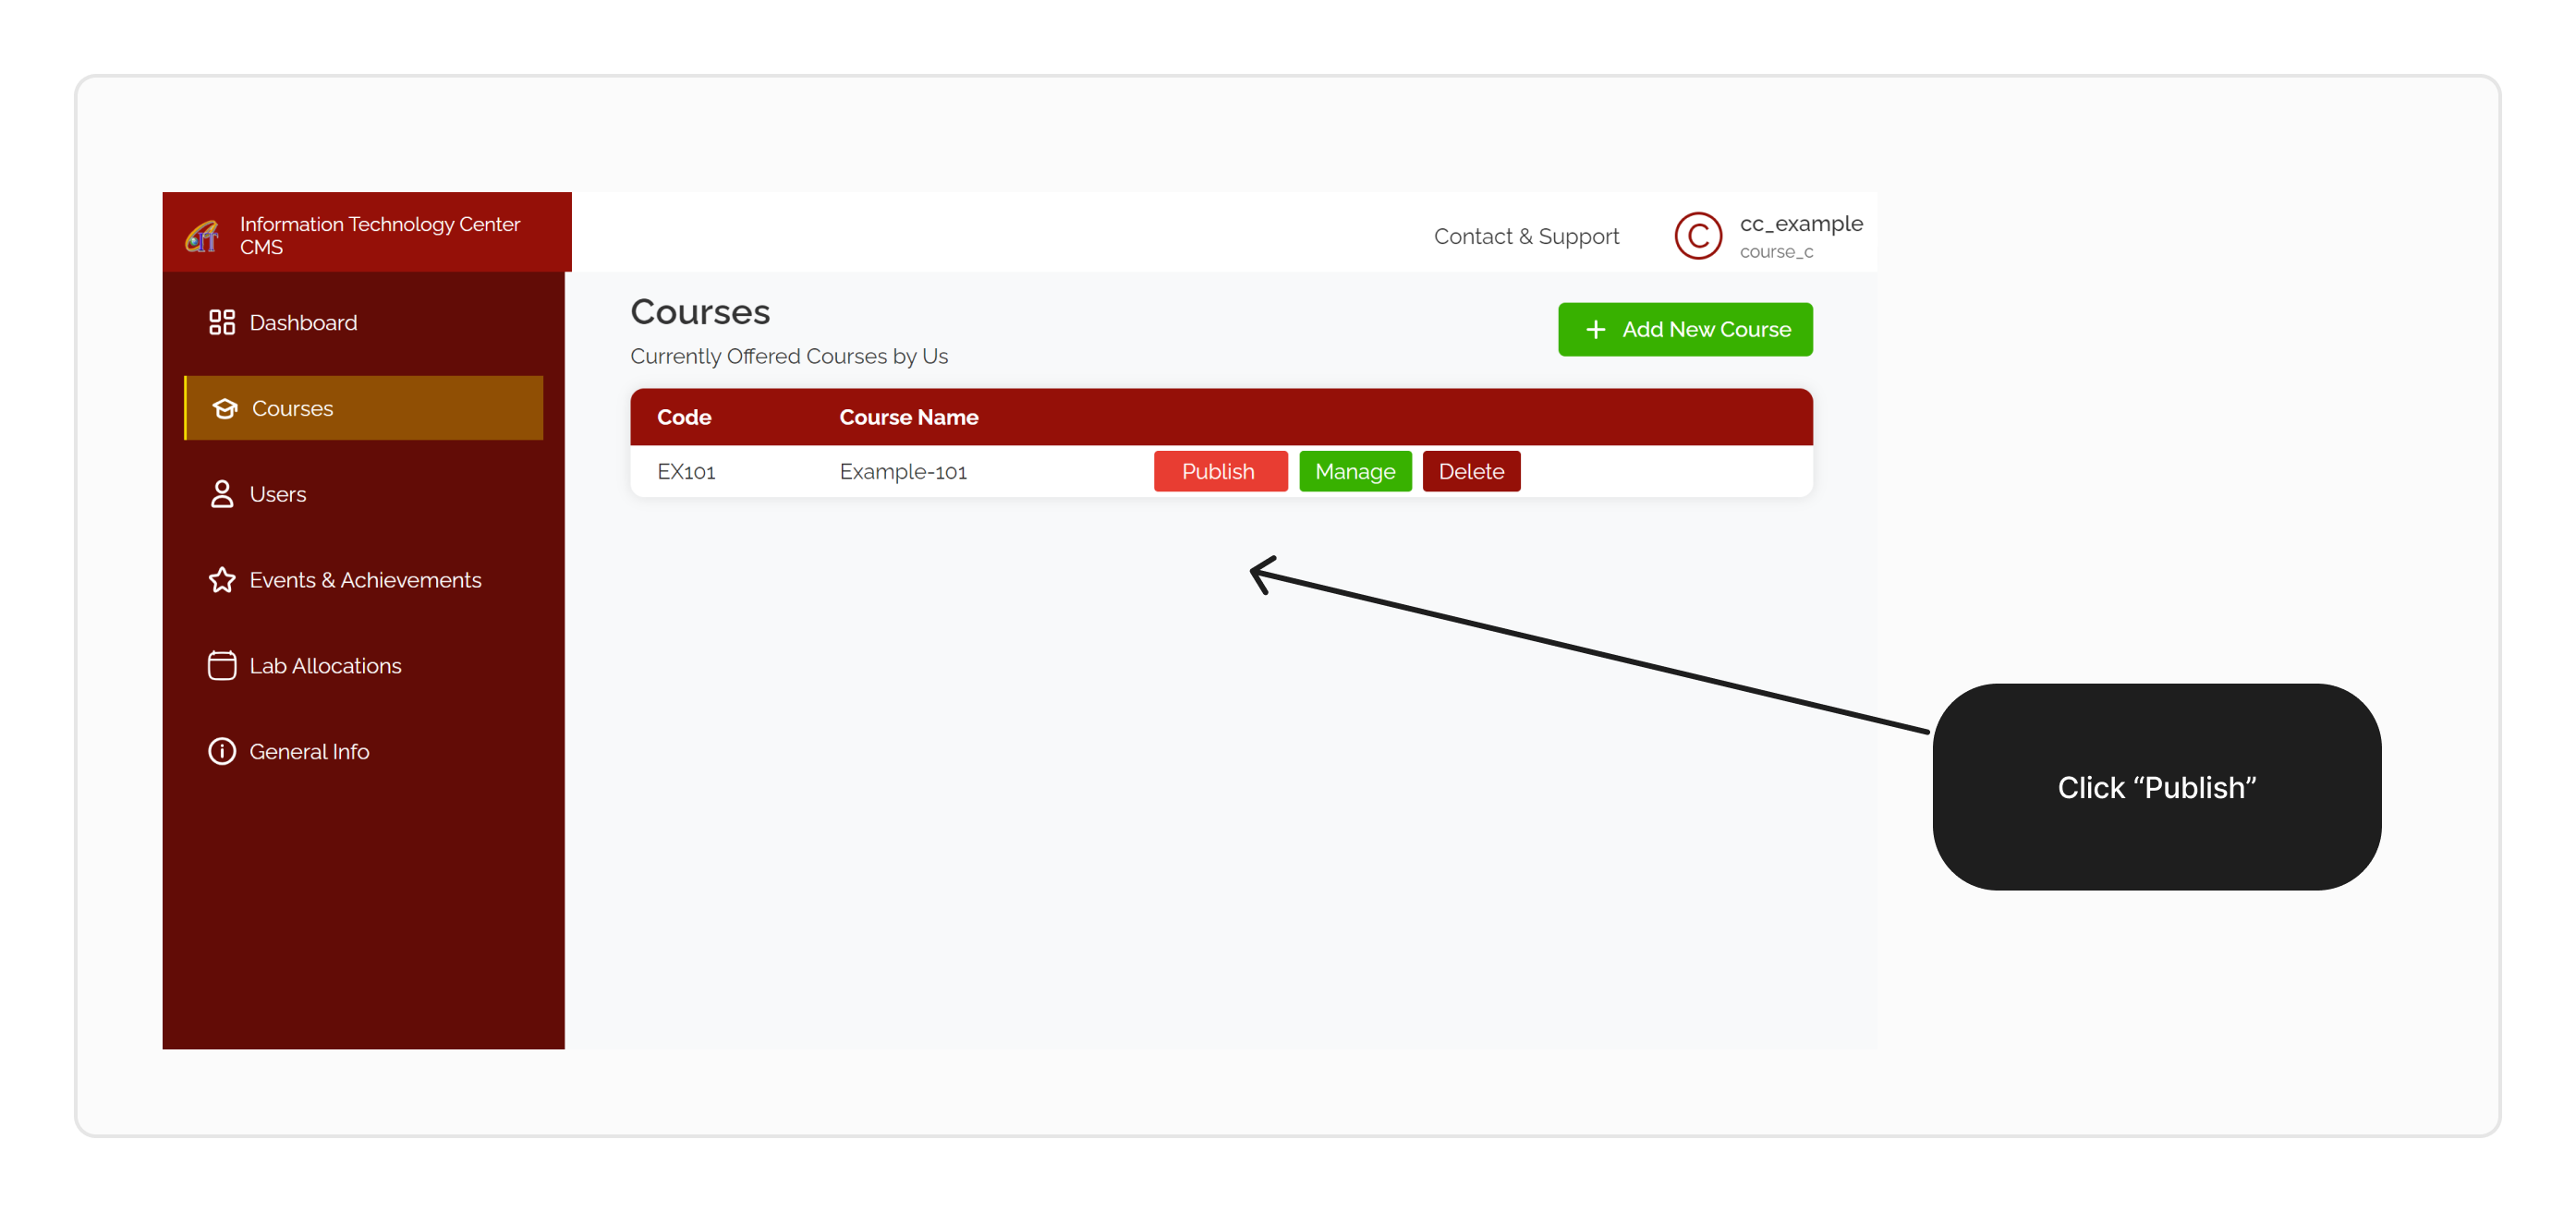 Information Technology Center
CMS
Contact & Support
C
cc_example
course_c
Dashboard
Courses
Users
Events & Achievements
Lab Allocations
General Info
Courses
Currently Offered Courses by Us
+ Add New Course
Code Course Name
EX101 Example-101 Publish Manage Delete
Click “Publish”